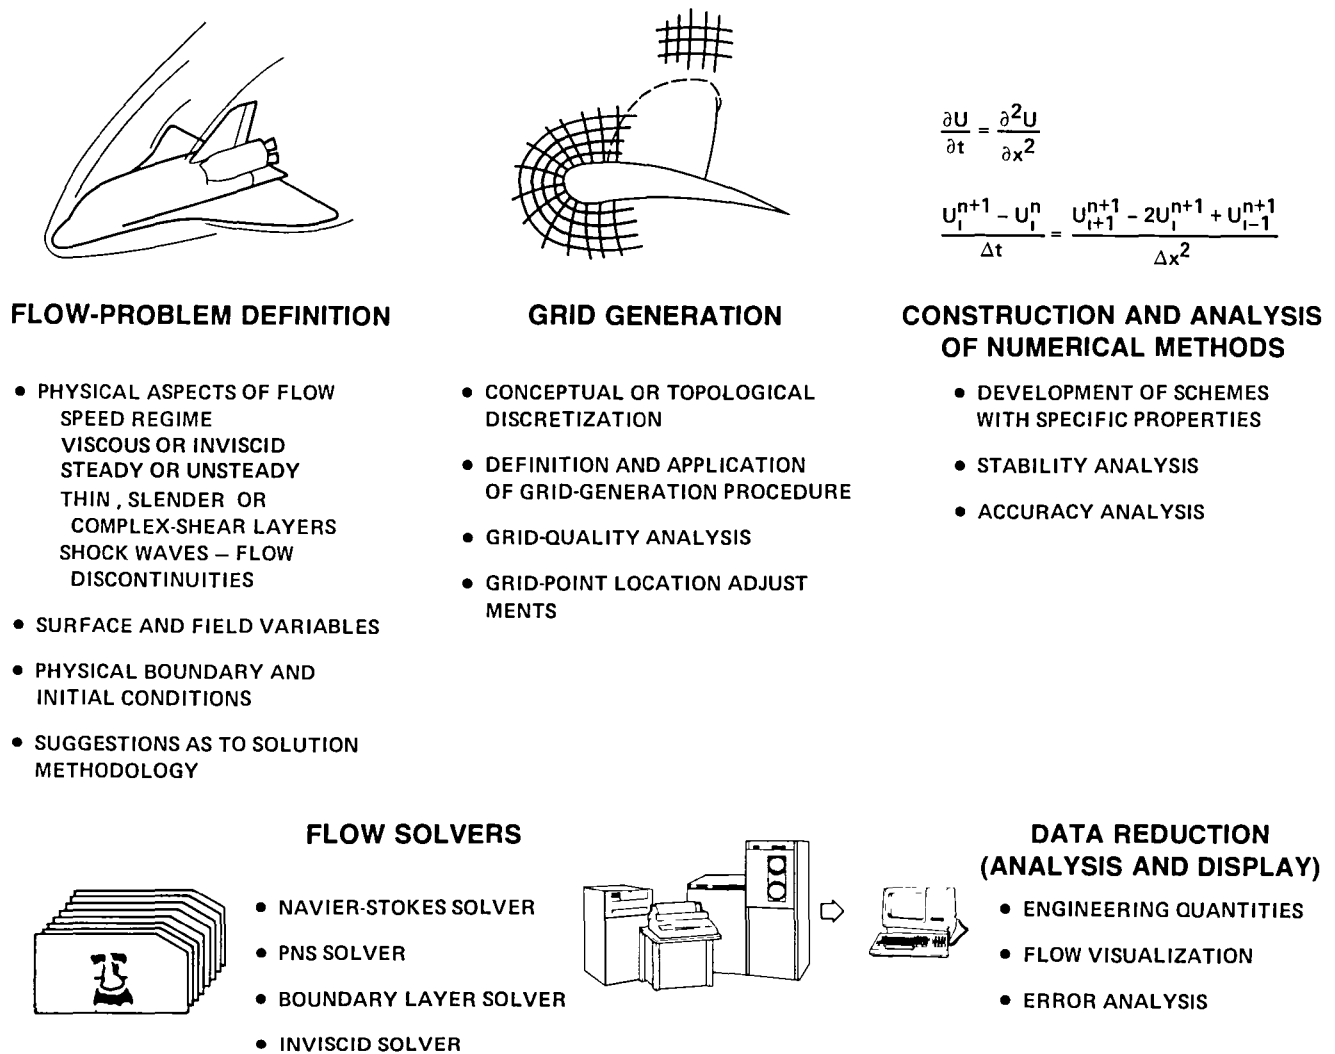 ∂U/∂t = ∂²U/∂x²
(U_i^{n+1} − U_i^n)/Δt = (U_{i+1}^{n+1} − 2U_i^{n+1} + U_{i−1}^{n+1})/Δx²
FLOW-PROBLEM DEFINITION
• PHYSICAL ASPECTS OF FLOW
SPEED REGIME
VISCOUS OR INVISCID
STEADY OR UNSTEADY
THIN , SLENDER OR
COMPLEX-SHEAR LAYERS
SHOCK WAVES – FLOW
DISCONTINUITIES
• SURFACE AND FIELD VARIABLES
• PHYSICAL BOUNDARY AND
INITIAL CONDITIONS
• SUGGESTIONS AS TO SOLUTION
METHODOLOGY
GRID GENERATION
• CONCEPTUAL OR TOPOLOGICAL
DISCRETIZATION
• DEFINITION AND APPLICATION
OF GRID-GENERATION PROCEDURE
• GRID-QUALITY ANALYSIS
• GRID-POINT LOCATION ADJUST
MENTS
CONSTRUCTION AND ANALYSIS
OF NUMERICAL METHODS
• DEVELOPMENT OF SCHEMES
WITH SPECIFIC PROPERTIES
• STABILITY ANALYSIS
• ACCURACY ANALYSIS
FLOW SOLVERS
• NAVIER-STOKES SOLVER
• PNS SOLVER
• BOUNDARY LAYER SOLVER
• INVISCID SOLVER
DATA REDUCTION
(ANALYSIS AND DISPLAY)
• ENGINEERING QUANTITIES
• FLOW VISUALIZATION
• ERROR ANALYSIS